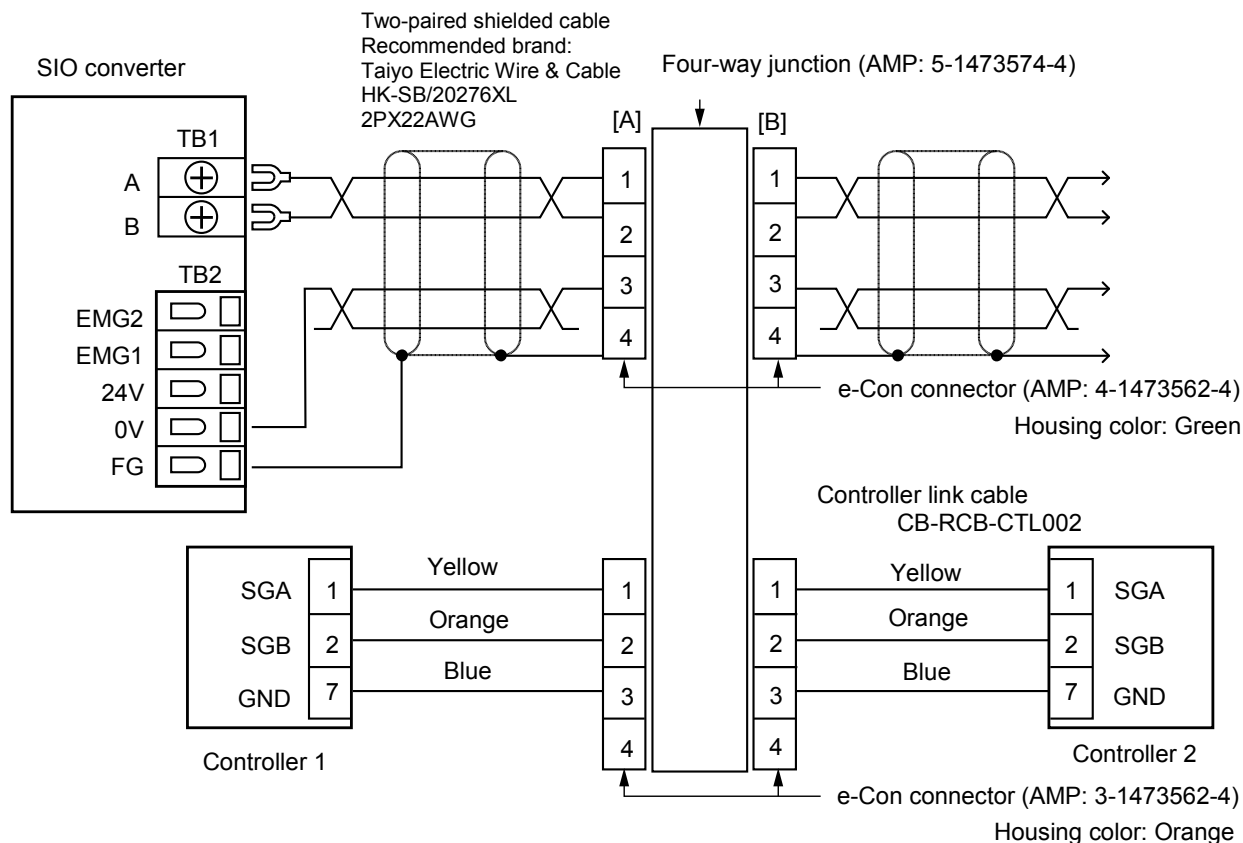 Two-paired shielded cable
Recommended brand:
Taiyo Electric Wire & Cable
HK-SB/20276XL
2PX22AWG
SIO converter
Four-way junction (AMP: 5-1473574-4)
[A]
[B]
TB1
A
B
1
2
3
4
1
2
3
4
TB2
EMG2
EMG1
24V
0V
FG
e-Con connector (AMP: 4-1473562-4)
Housing color: Green
Controller link cable
CB-RCB-CTL002
SGA 1 Yellow 1
SGB 2 Orange 2
GND 7 Blue 3
4
Controller 1
1 Yellow 1 SGA
2 Orange 2 SGB
3 Blue 7 GND
4
Controller 2
e-Con connector (AMP: 3-1473562-4)
Housing color: Orange